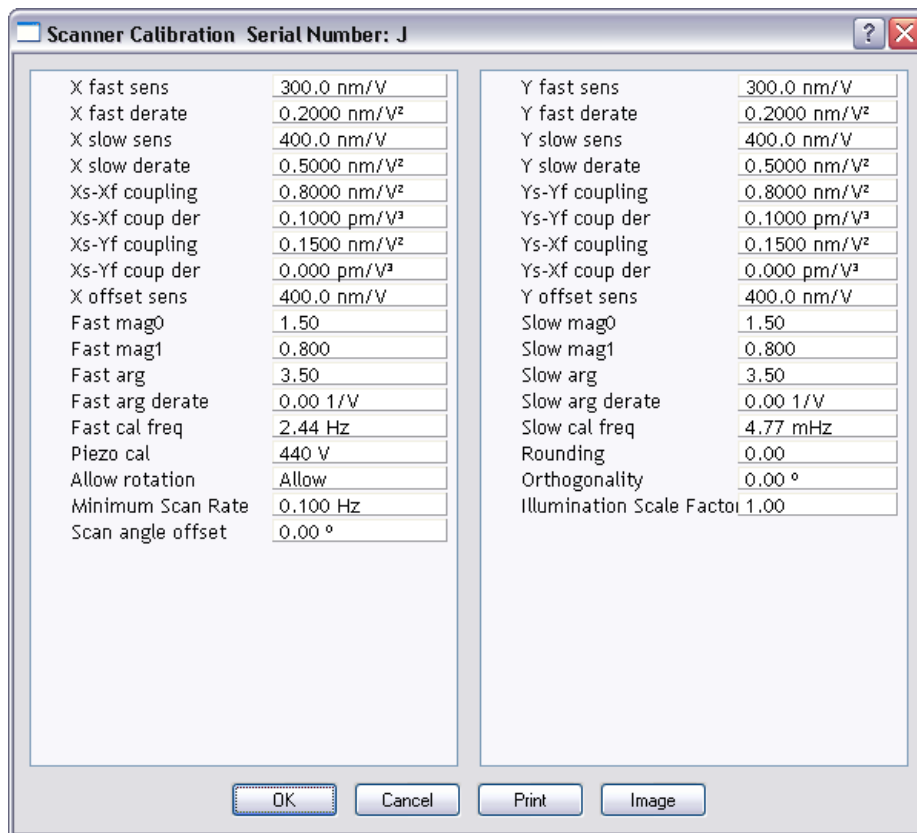 Scanner Calibration Serial Number: J
X fast sens 300.0 nm/V
X fast derate 0.2000 nm/V²
X slow sens 400.0 nm/V
X slow derate 0.5000 nm/V²
Xs-Xf coupling 0.8000 nm/V²
Xs-Xf coup der 0.1000 pm/V³
Xs-Yf coupling 0.1500 nm/V²
Xs-Yf coup der 0.000 pm/V³
X offset sens 400.0 nm/V
Fast mag0 1.50
Fast mag1 0.800
Fast arg 3.50
Fast arg derate 0.00 1/V
Fast cal freq 2.44 Hz
Piezo cal 440 V
Allow rotation Allow
Minimum Scan Rate 0.100 Hz
Scan angle offset 0.00 º
Y fast sens 300.0 nm/V
Y fast derate 0.2000 nm/V²
Y slow sens 400.0 nm/V
Y slow derate 0.5000 nm/V²
Ys-Yf coupling 0.8000 nm/V²
Ys-Yf coup der 0.1000 pm/V³
Ys-Xf coupling 0.1500 nm/V²
Ys-Xf coup der 0.000 pm/V³
Y offset sens 400.0 nm/V
Slow mag0 1.50
Slow mag1 0.800
Slow arg 3.50
Slow arg derate 0.00 1/V
Slow cal freq 4.77 mHz
Rounding 0.00
Orthogonality 0.00 º
Illumination Scale Factor 1.00
OK Cancel Print Image